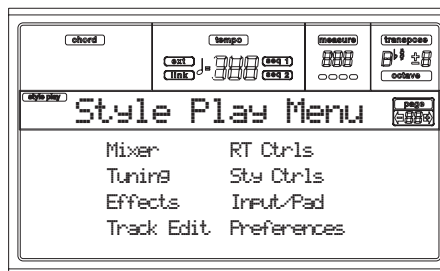 chord tempo measure transpose
ext seq 1
link seq 2
octave
style play Style Play Menu page
Mixer RT Ctrls
Tuning Sty Ctrls
Effects Input/Pad
Track Edit Preferences